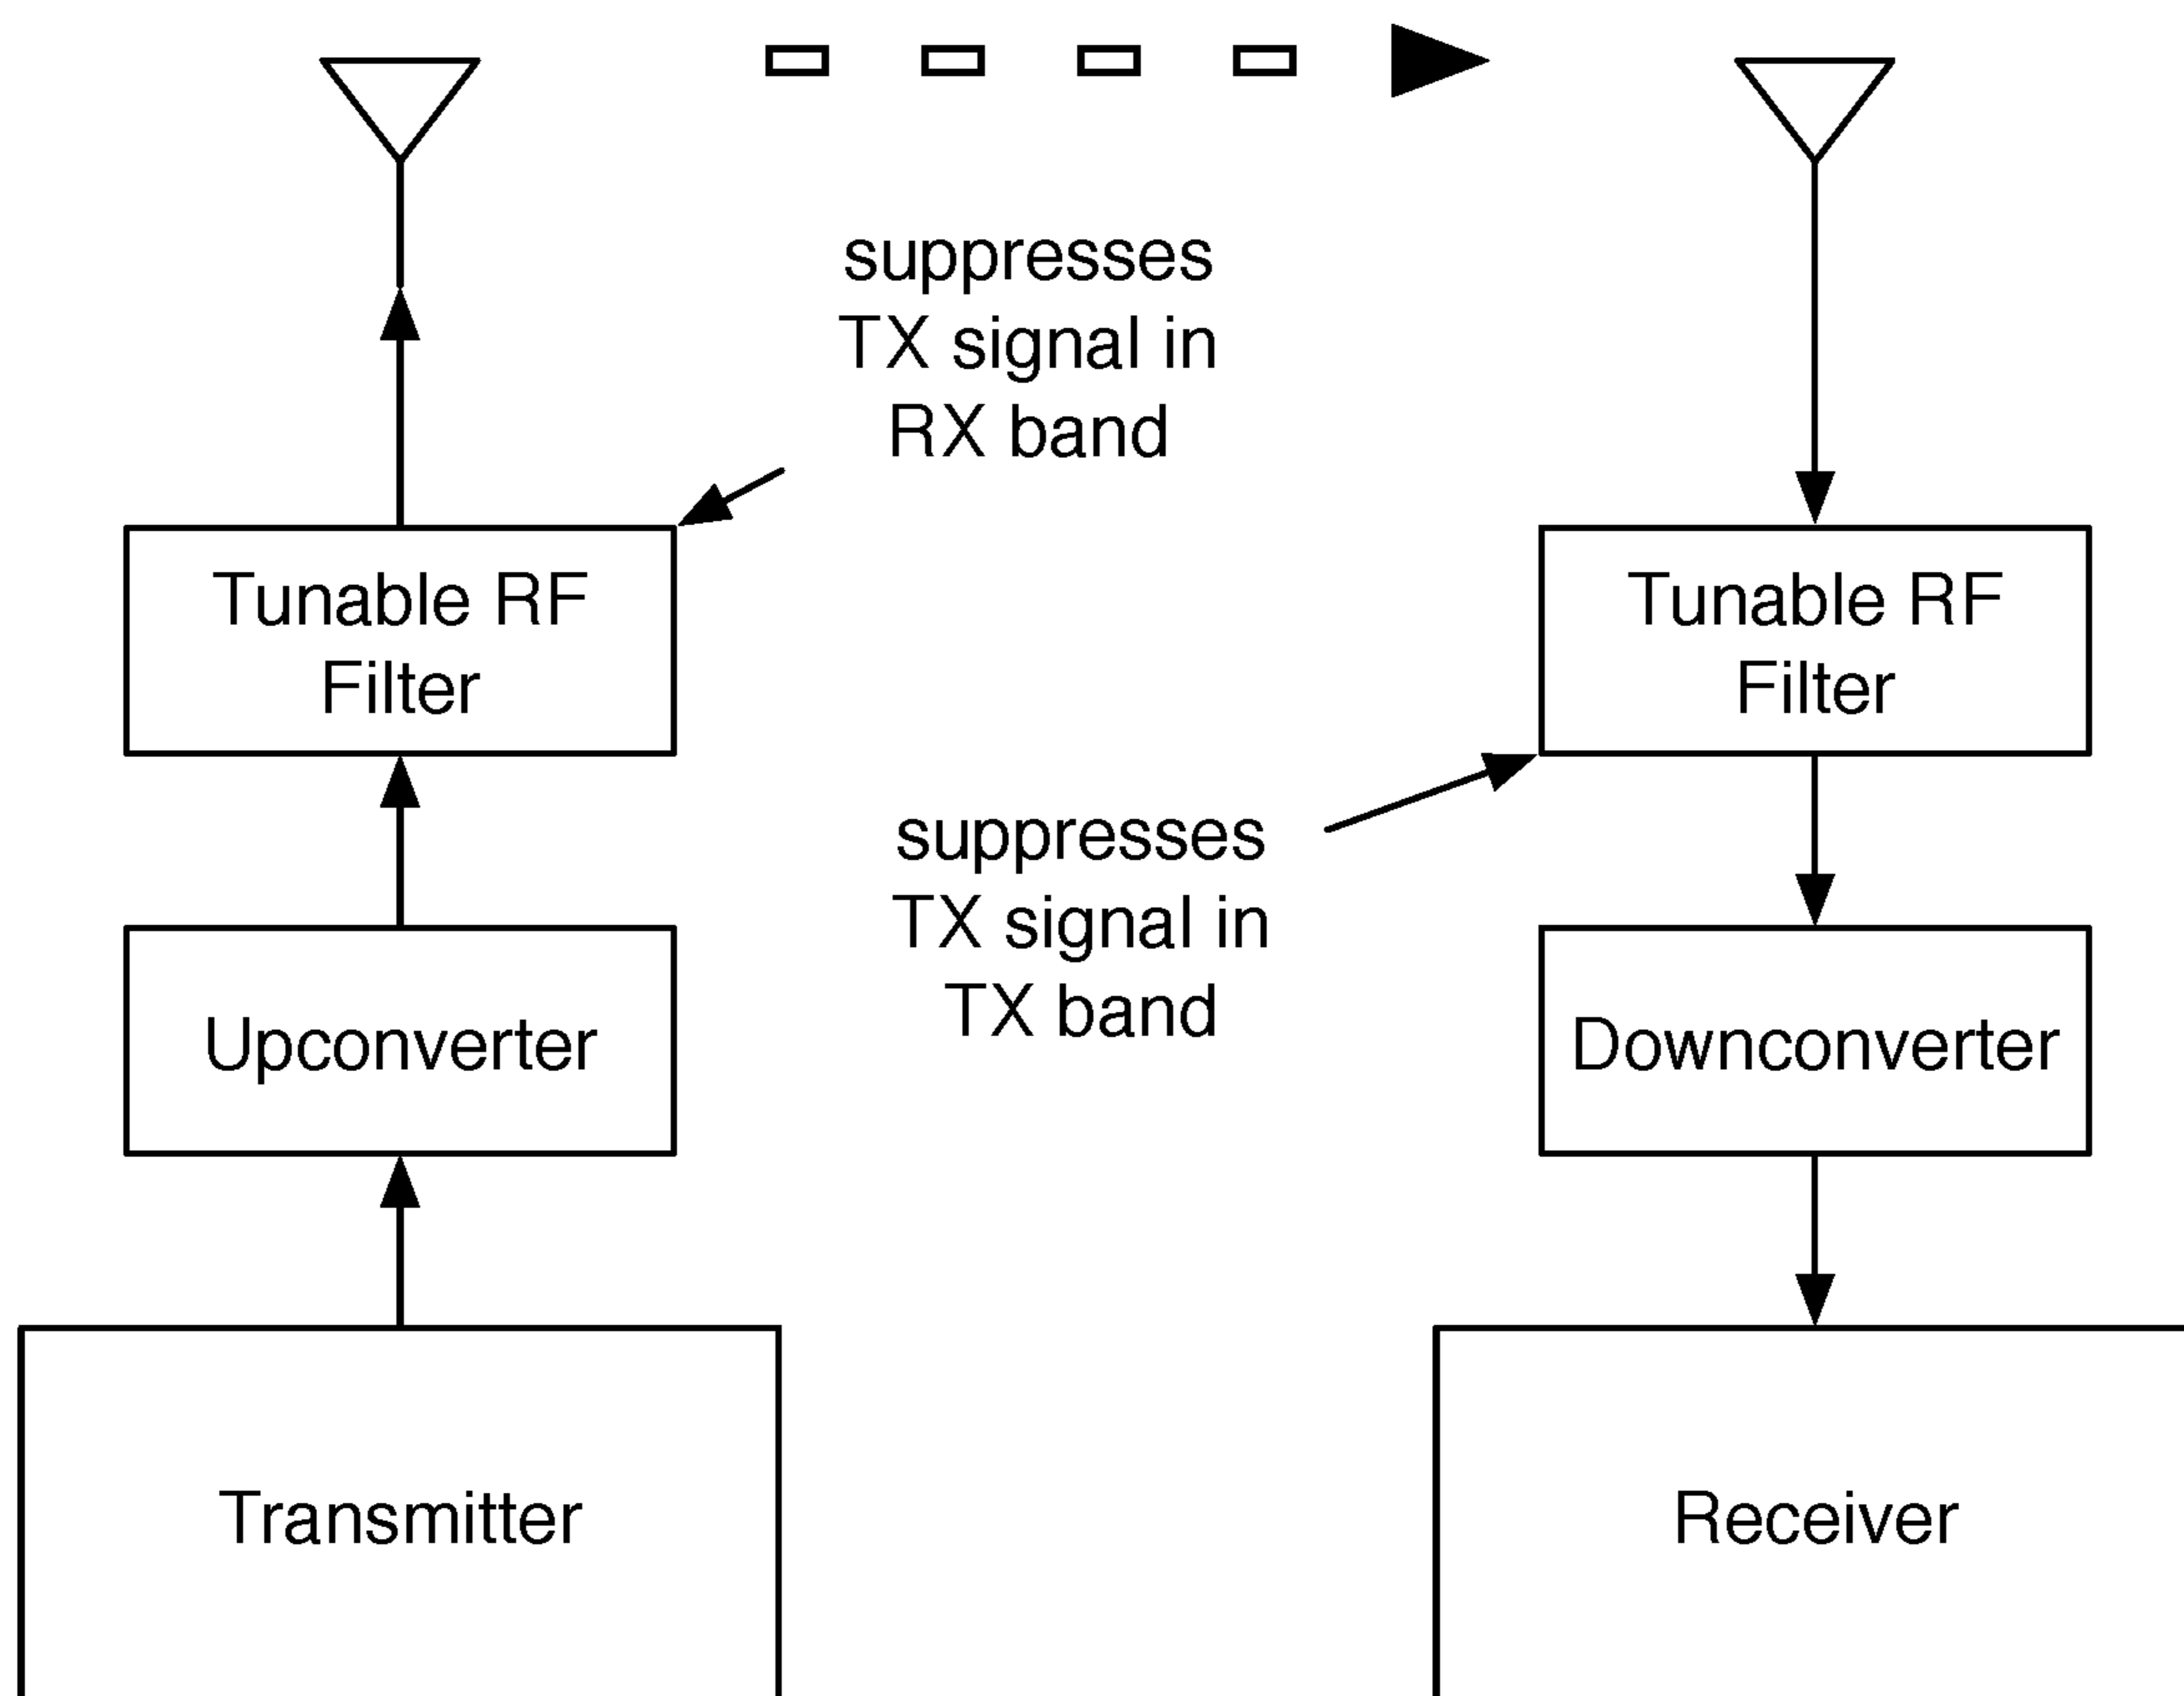 suppresses
TX signal in
RX band
Tunable RF
Filter
Tunable RF
Filter
suppresses
TX signal in
TX band
Upconverter
Downconverter
Transmitter
Receiver